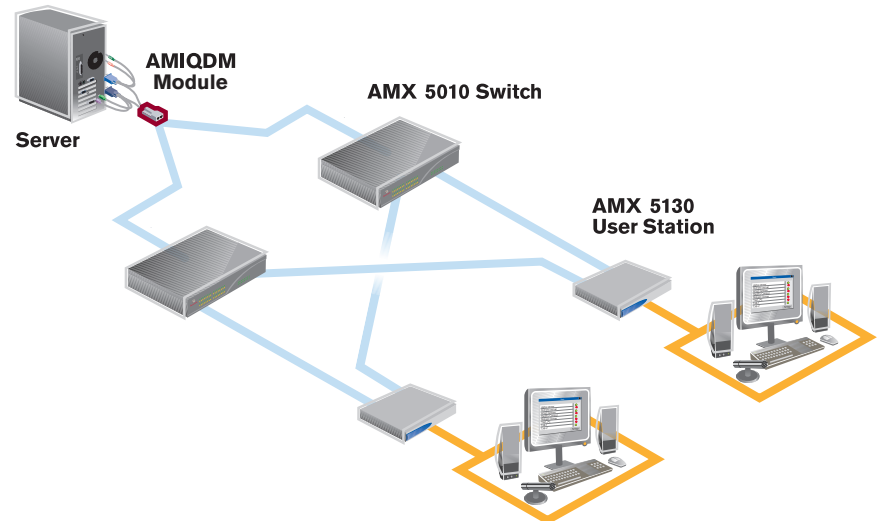 AMIQDM
Module
AMX 5010 Switch
Server
AMX 5130
User Station